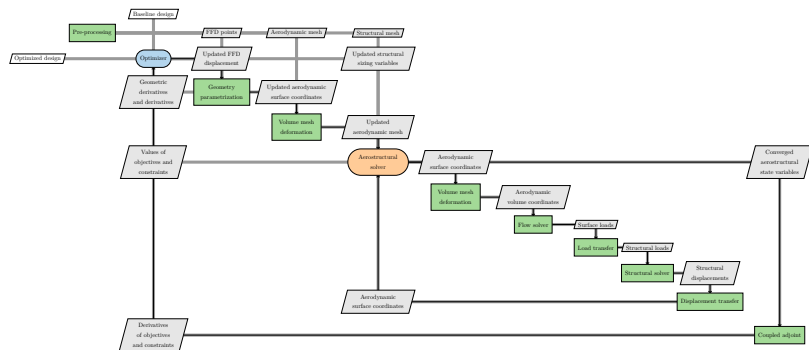 Baseline design
Pre-processing
FFD points
Aerodynamic mesh
Structural mesh
Optimized design
Optimizer
Updated FFD
displacement
Updated structural
sizing variables
Geometric
derivatives
and derivatives
Geometry
parametrization
Updated aerodynamic
surface coordinates
Volume mesh
deformation
Updated
aerodynamic mesh
Values of
objectives and
constraints
Aerostructural
solver
Aerodynamic
surface coordinates
Converged
aerostructural
state variables
Volume mesh
deformation
Aerodynamic
volume coordinates
Flow solver
Surface loads
Load transfer
Structural loads
Structural solver
Structural
displacements
Aerodynamic
surface coordinates
Displacement transfer
Derivatives
of objectives
and constraints
Coupled adjoint